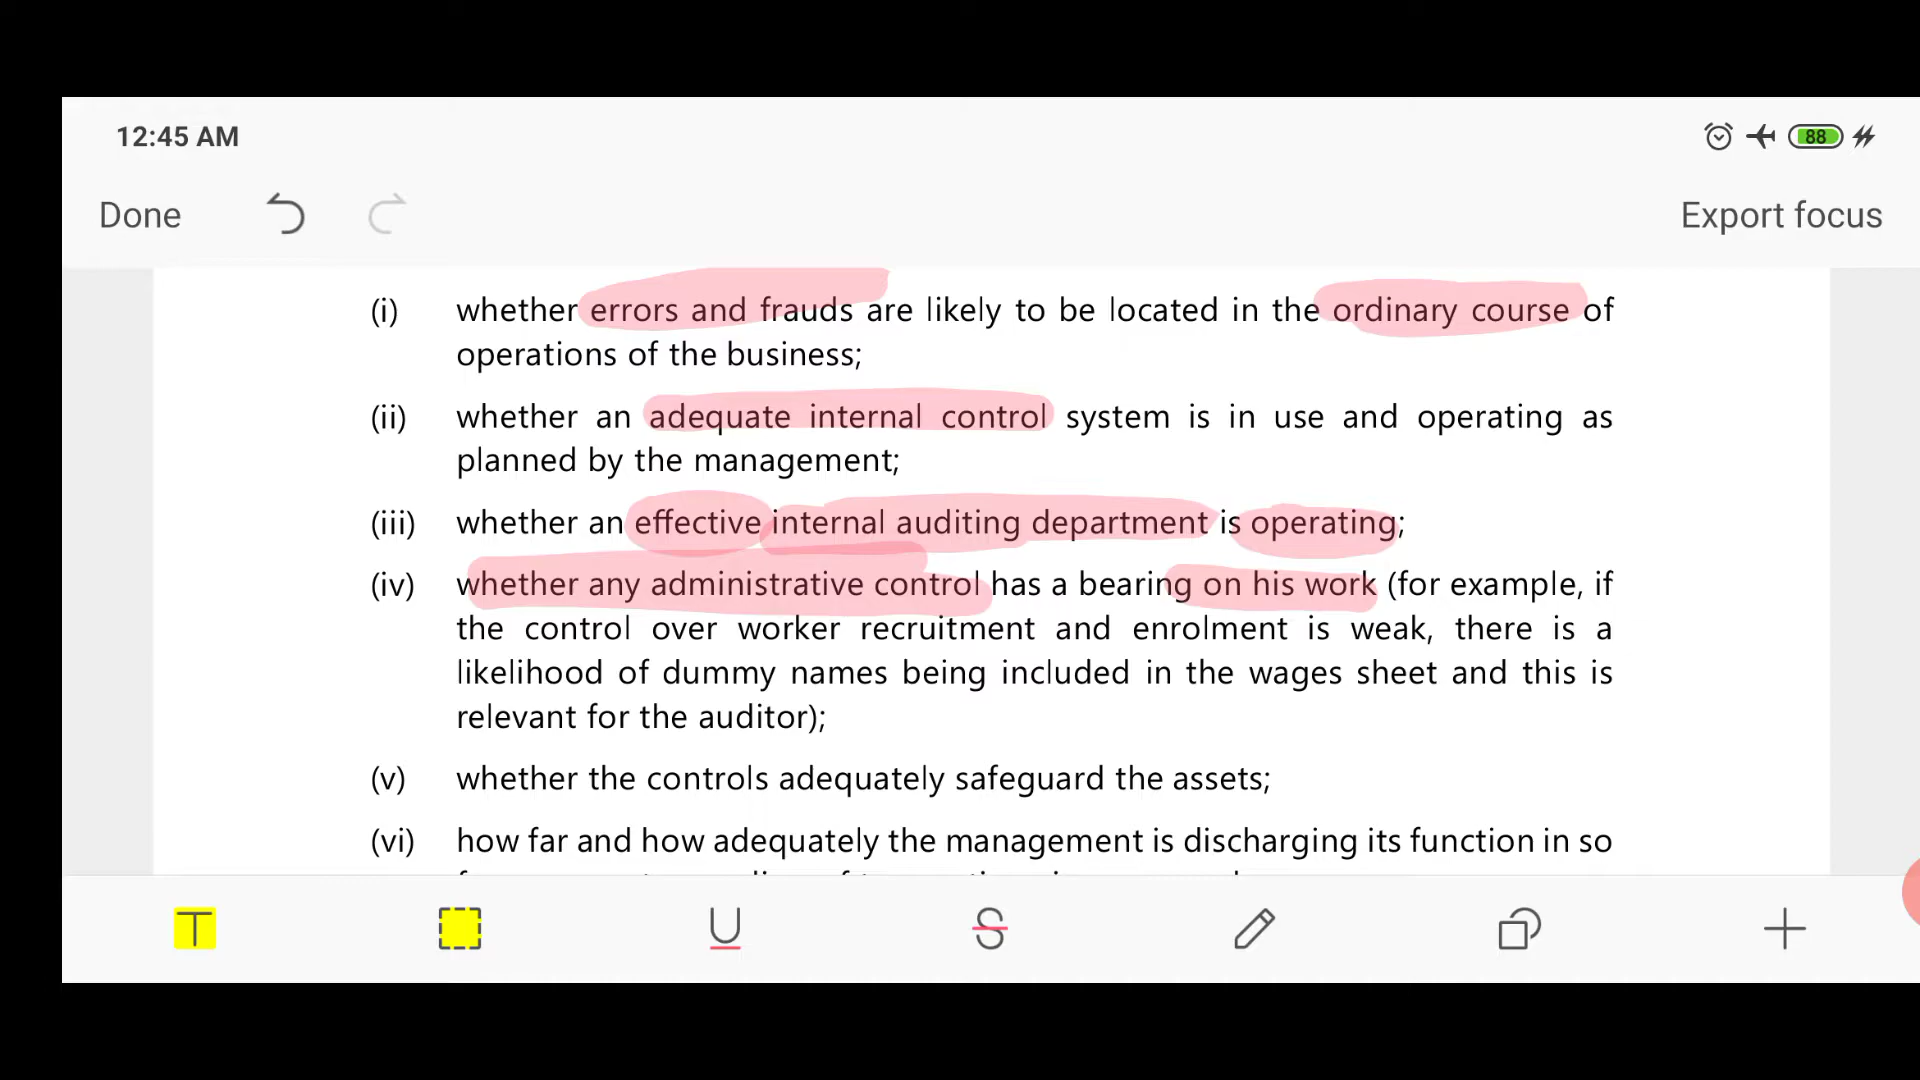 12:45 AM
88
Done
Export focus
(i) whether errors and frauds are likely to be located in the ordinary course of
operations of the business;
(ii) whether an adequate internal control system is in use and operating as
planned by the management;
(iii) whether an effective internal auditing department is operating;
(iv) whether any administrative control has a bearing on his work (for example, if
the control over worker recruitment and enrolment is weak, there is a
likelihood of dummy names being included in the wages sheet and this is
relevant for the auditor);
(v) whether the controls adequately safeguard the assets;
(vi) how far and how adequately the management is discharging its function in so
T
U
S